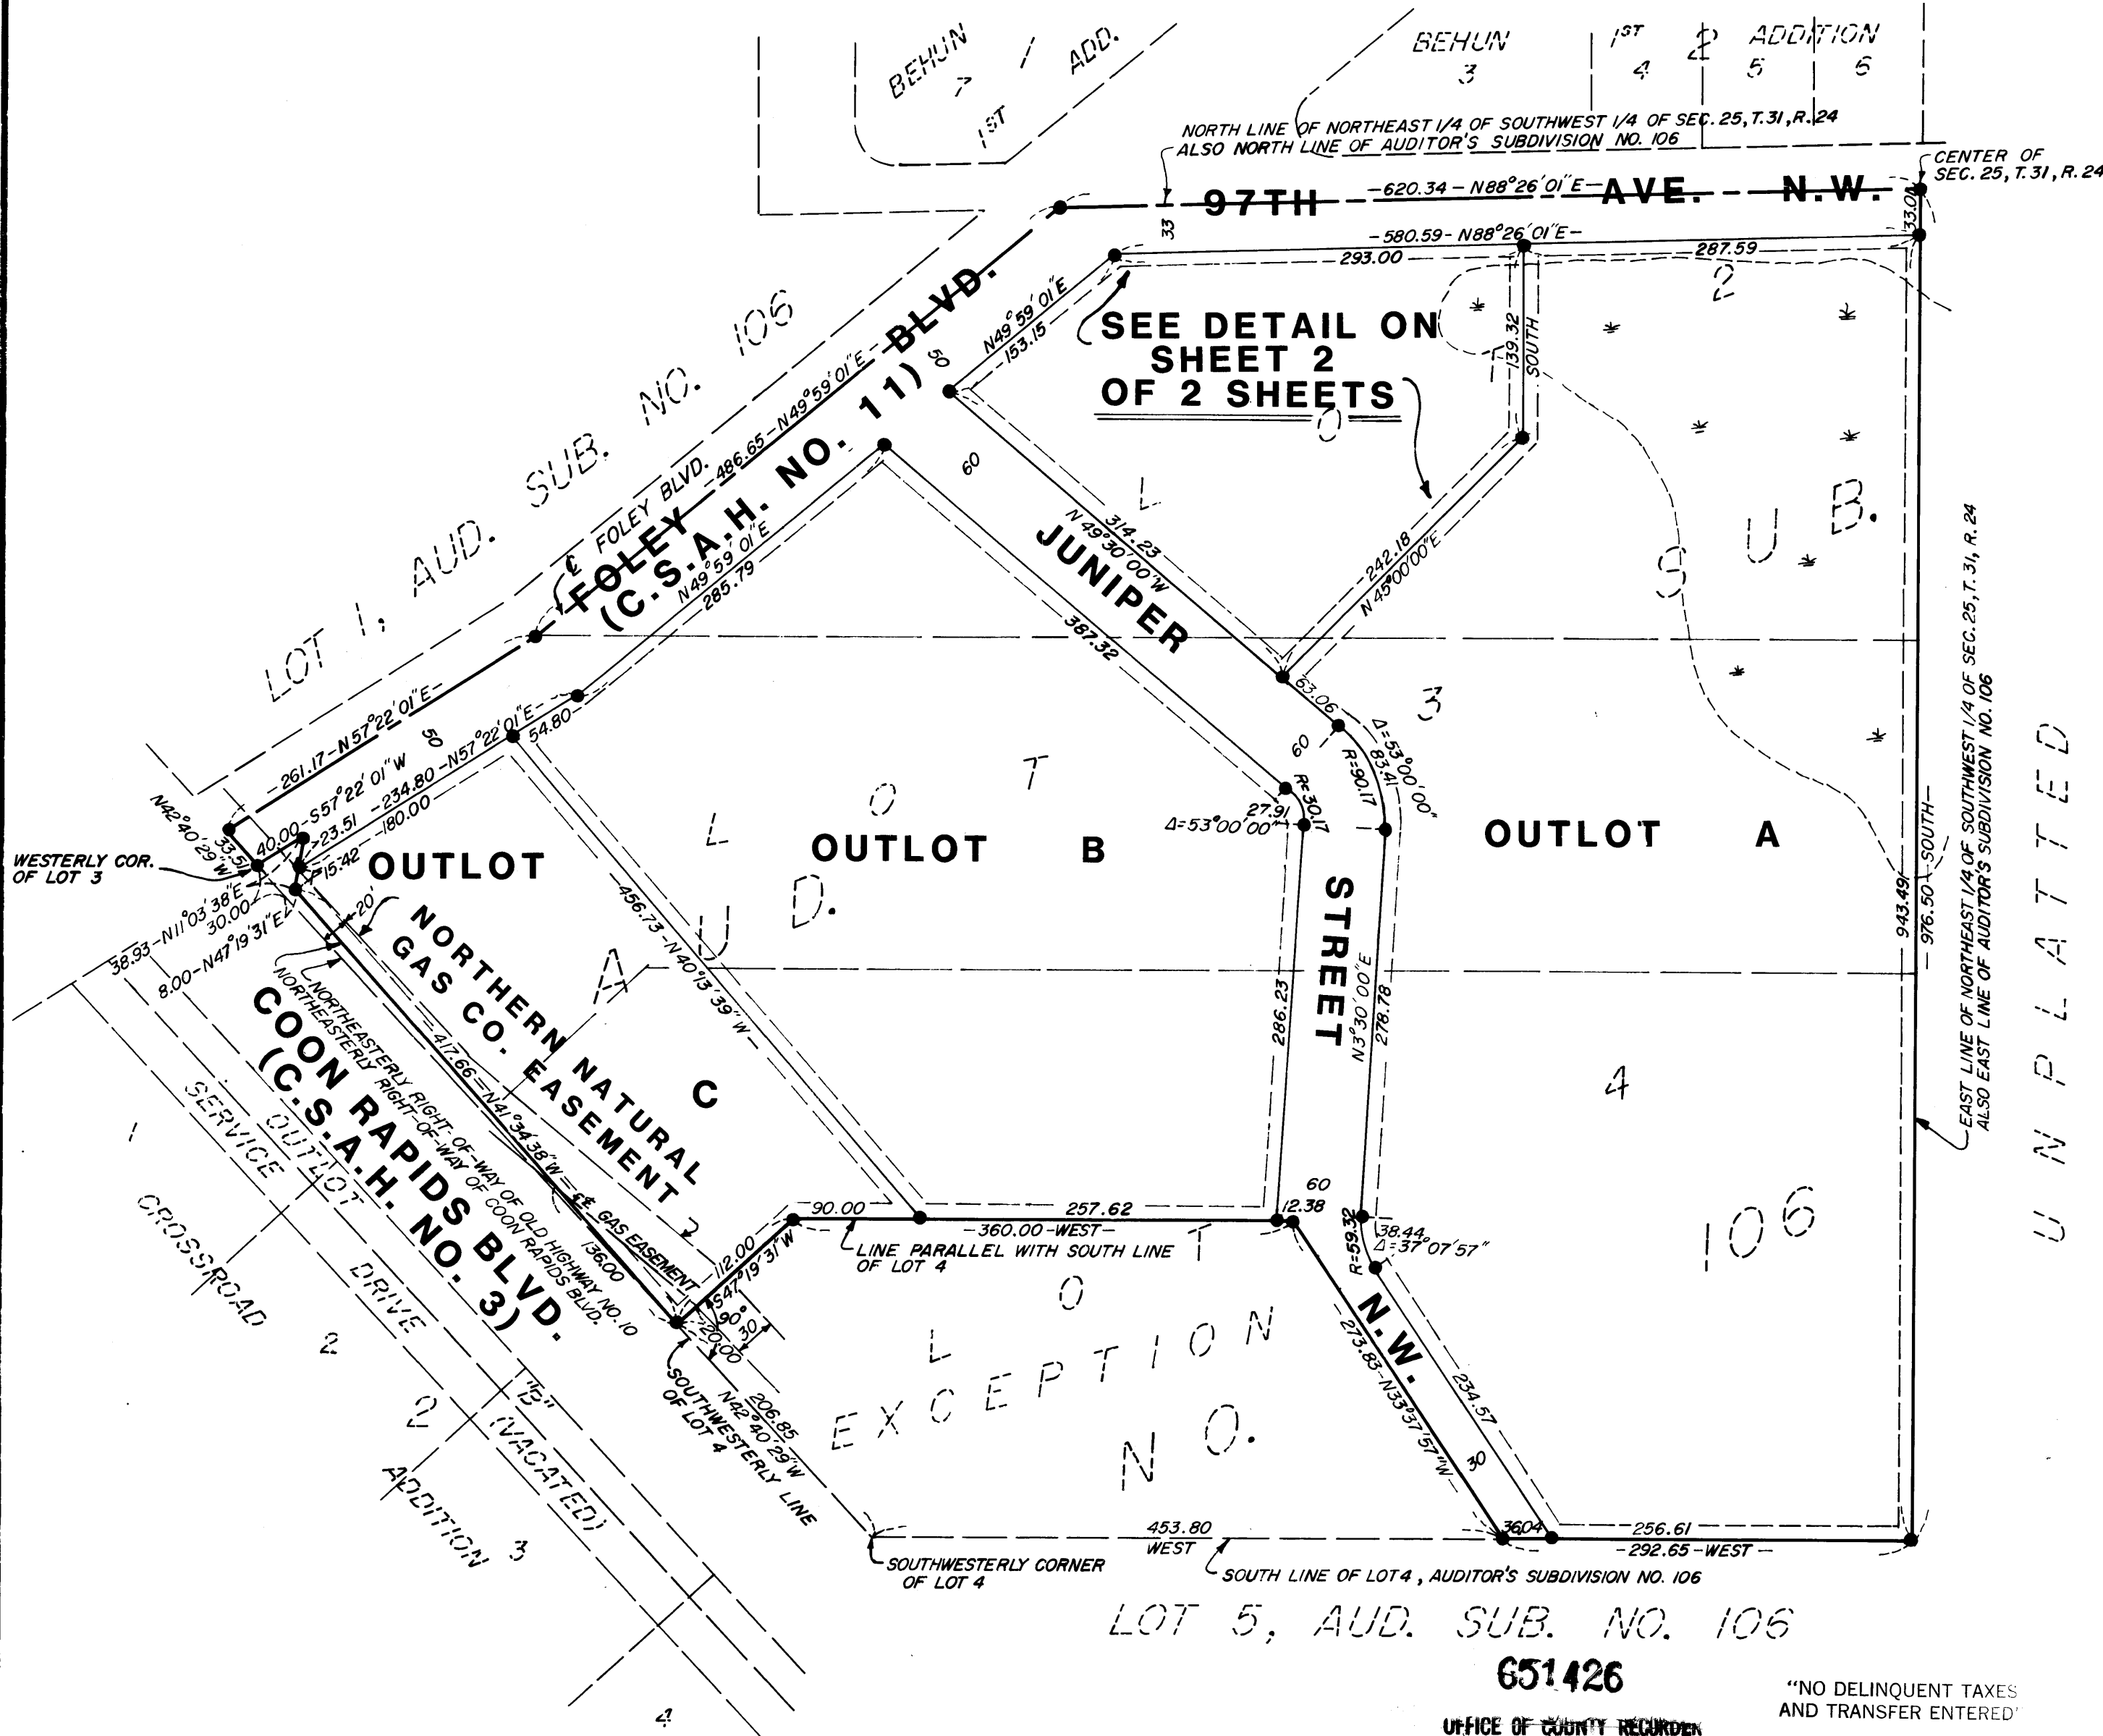 BEHUN
7
1
ADD.
1ST
BEHUN 1ST 2 ADDITION
3 4 5 6
NORTH LINE OF NORTHEAST 1/4 OF SOUTHWEST 1/4 OF SEC. 25, T. 31, R. 24
ALSO NORTH LINE OF AUDITOR'S SUBDIVISION NO. 106
CENTER OF
SEC. 25, T. 31, R. 24
97TH AVE. N.W.
-620.34-N88°26'01"E-
33
33.01
-580.59- N88°26'01"E-
293.00
287.59
2
LOT 1, AUD. SUB. NO. 106
FOLEY BLVD.
(C.S.A.H. NO. 11)
℄ FOLEY BLVD.
-486.65-N49°59'01"E-
50
N49°59'01"E
153.15
SEE DETAIL ON
SHEET 2
OF 2 SHEETS
139.32
SOUTH
N49°59'01"E
285.79
60
314.23
N 49°30'00"W
242.18
N 45°00'00"E
JUNIPER
387.32
63.06
60
Δ=53°00'00"
83.41
R=90.17
R=30.17
27.91
Δ=53°00'00"
-261.17-N57°22'01"E-
50
40.00-S57°22'01"W
-234.80-N57°22'01"E-
54.80
180.00
23.51
15.42
N42°40'29"W
33.51
WESTERLY COR.
OF LOT 3
38.93-N11°03'38"E
30.00
8.00-N47°19'31"E
OUTLOT
C
OUTLOT B
OUTLOT A
3
L O T
A U D.
S U B.
L O
20'
NORTHERN NATURAL
GAS CO. EASEMENT
456.73-N40°13'39"W
NORTHEASTERLY RIGHT-OF-WAY OF OLD HIGHWAY NO. 10
NORTHEASTERLY RIGHT-OF-WAY OF COON RAPIDS BLVD.
417.66-N41°34'38"W
℄ GAS EASEMENT
136.00
COON RAPIDS BLVD.
(C.S.A.H. NO. 3)
STREET
286.23
N3°30'00"E
278.78
4
943.49
976.50-SOUTH-
EAST LINE OF NORTHEAST 1/4 OF SOUTHWEST 1/4 OF SEC. 25, T. 31, R. 24
ALSO EAST LINE OF AUDITOR'S SUBDIVISION NO. 106
UNPLATTED
1
SERVICE DRIVE
OUTLOT "B" (VACATED)
CROSSROAD
2
2
ADDITION
3
4
90.00
257.62
12.38
60
-360.00-WEST-
LINE PARALLEL WITH SOUTH LINE
OF LOT 4
112.00
S47°19'31"W
90°
30
20.00
R=59.32
38.44
Δ=37°07'57"
106
N.W.
273.83-N33°37'57"W
234.57
30
SOUTHWESTERLY LINE
OF LOT 4
206.85
N42°40'29"W
L O T
EXCEPTION
N O.
453.80
WEST
36.04
256.61
-292.65-WEST-
SOUTHWESTERLY CORNER
OF LOT 4
SOUTH LINE OF LOT 4, AUDITOR'S SUBDIVISION NO. 106
LOT 5, AUD. SUB. NO. 106
651426
OFFICE OF COUNTY RECORDER
"NO DELINQUENT TAXES
AND TRANSFER ENTERED"